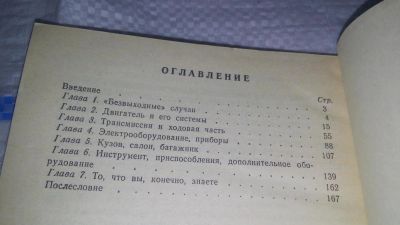 ОГЛАВЛЕНИЕ
Стр.
Введение . . . . . . . . . . . . 3
Глава 1. «Безвыходные» случаи . . . . . . . 4
Глава 2. Двигатель и его системы . . . . . . . 15
Глава 3. Трансмиссия и ходовая часть . . . . . . 55
Глава 4. Электрооборудование, приборы . . . . . . 88
Глава 5. Кузов, салон, багажник . . . . . . . 107
Глава 6. Инструмент, приспособления, дополнительное обо-
рудование . . . . . . . . . . . 139
Глава 7. То, что вы, конечно, знаете . . . . . . 162
Послесловие . . . . . . . . . . . 167